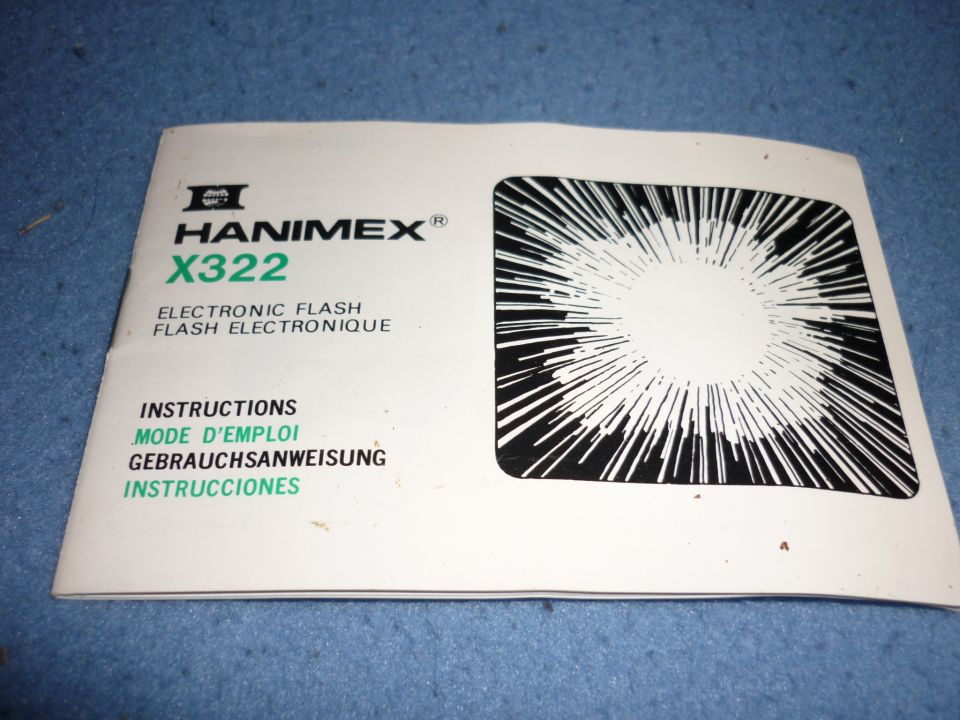 H
HANIMEX®
X322
ELECTRONIC FLASH
FLASH ELECTRONIQUE
INSTRUCTIONS
MODE D'EMPLOI
GEBRAUCHSANWEISUNG
INSTRUCCIONES